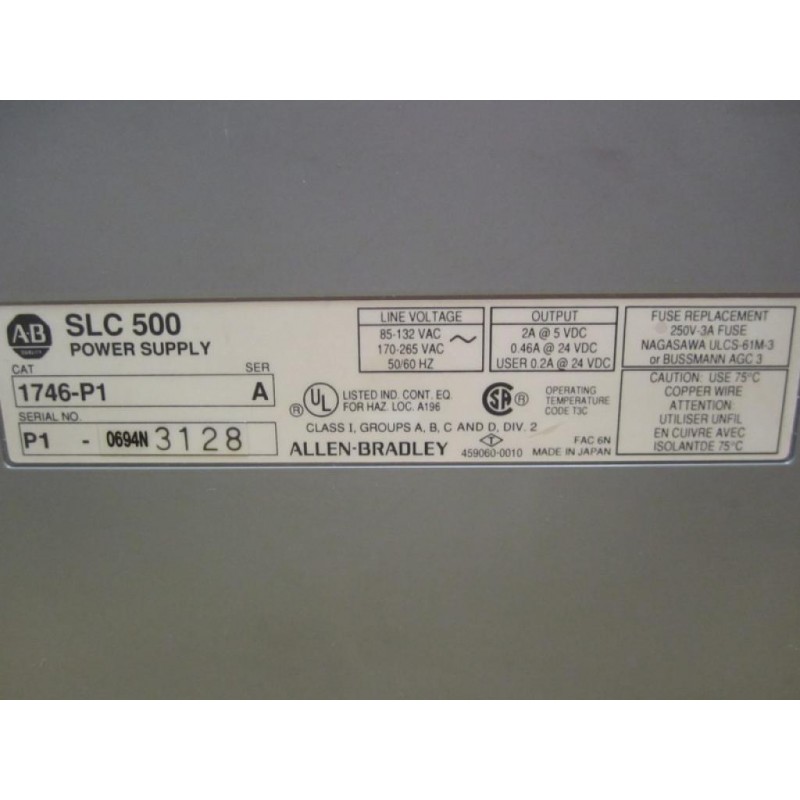 AB
QUALITY
SLC 500
POWER SUPPLY
CAT
SER
1746-P1 A
SERIAL NO.
P1 - 0694N 3128
LINE VOLTAGE
85-132 VAC ~
170-265 VAC
50/60 HZ
OUTPUT
2A @ 5 VDC
0.46A @ 24 VDC
USER 0.2A @ 24 VDC
FUSE REPLACEMENT
250V-3A FUSE
NAGASAWA ULCS-61M-3
or BUSSMANN AGC 3
UL ®
LISTED IND. CONT. EQ.
FOR HAZ. LOC. A196
SA ®
OPERATING
TEMPERATURE
CODE T3C
CLASS I, GROUPS A, B, C AND D, DIV. 2
ALLEN-BRADLEY
T
459060-0010
FAC 6N
MADE IN JAPAN
CAUTION: USE 75°C
COPPER WIRE
ATTENTION:
UTILISER UNFIL
EN CUIVRE AVEC
ISOLANTDE 75°C